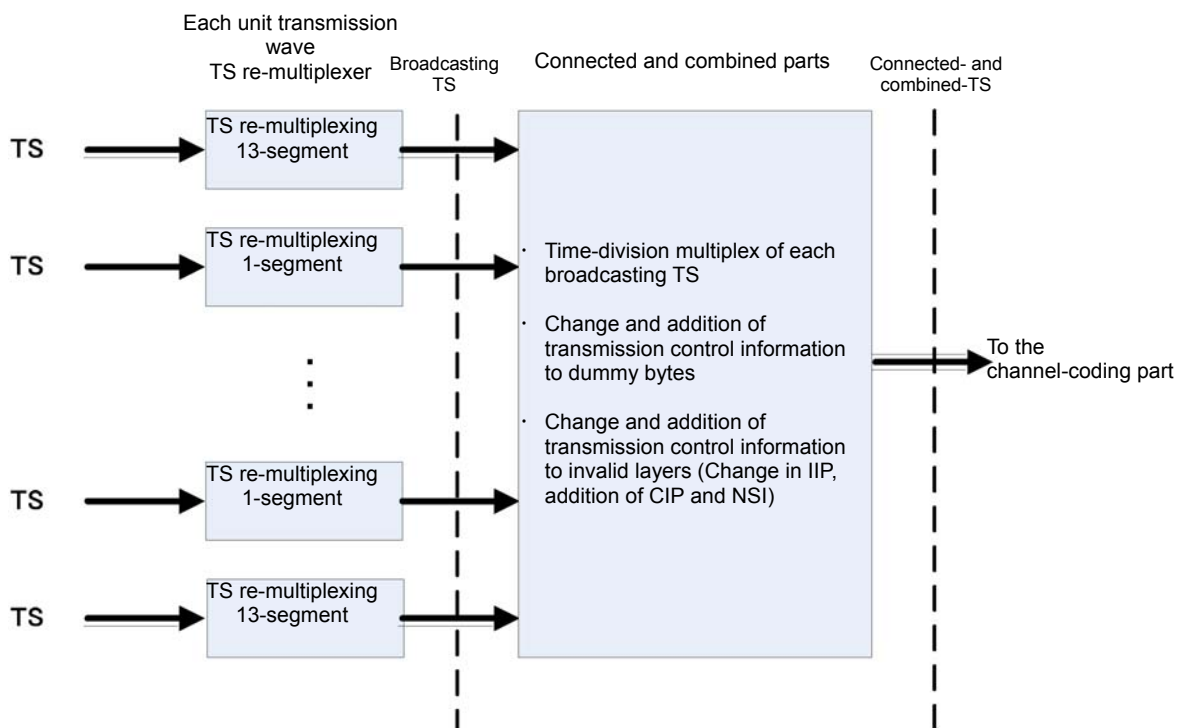 Each unit transmission
wave
TS re-multiplexer
Broadcasting
TS
Connected and combined parts
Connected- and
combined-TS
TS
TS re-multiplexing
13-segment
TS
TS re-multiplexing
1-segment
· Time-division multiplex of each
broadcasting TS
· Change and addition of
transmission control information
to dummy bytes
· Change and addition of
transmission control information
to invalid layers (Change in IIP,
addition of CIP and NSI)
To the
channel-coding part
TS
TS re-multiplexing
1-segment
TS
TS re-multiplexing
13-segment